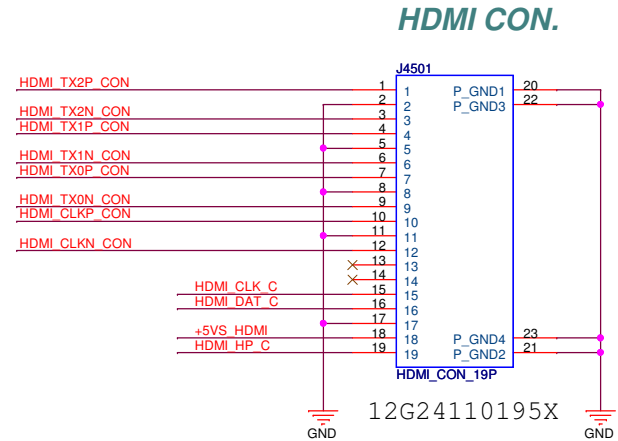 HDMI CON.
J4501
HDMI_TX2P_CON 1 1 P_GND1 20
2 2 P_GND3 22
HDMI_TX2N_CON 3 3
HDMI_TX1P_CON 4 4
5 5
HDMI_TX1N_CON 6 6
HDMI_TX0P_CON 7 7
8 8
HDMI_TX0N_CON 9 9
HDMI_CLKP_CON 10 10
11 11
HDMI_CLKN_CON 12 12
13 13
14 14
HDMI_CLK_C 15 15
HDMI_DAT_C 16 16
17 17
+5VS_HDMI 18 18 P_GND4 23
HDMI_HP_C 19 19 P_GND2 21
HDMI_CON_19P
12G24110195X
GND GND